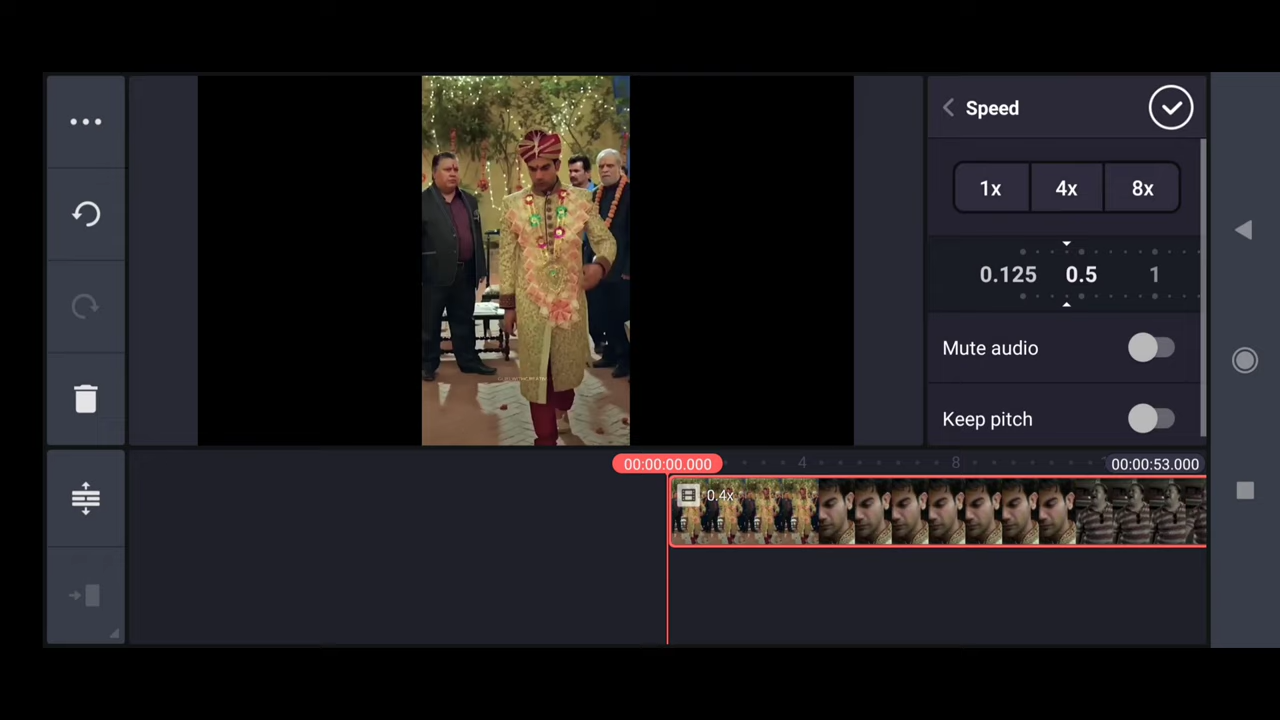 Speed
1x 4x 8x
0.125 0.5 1
Mute audio
Keep pitch
00:00:00.000 4 8 00:00:53.000
0.4x